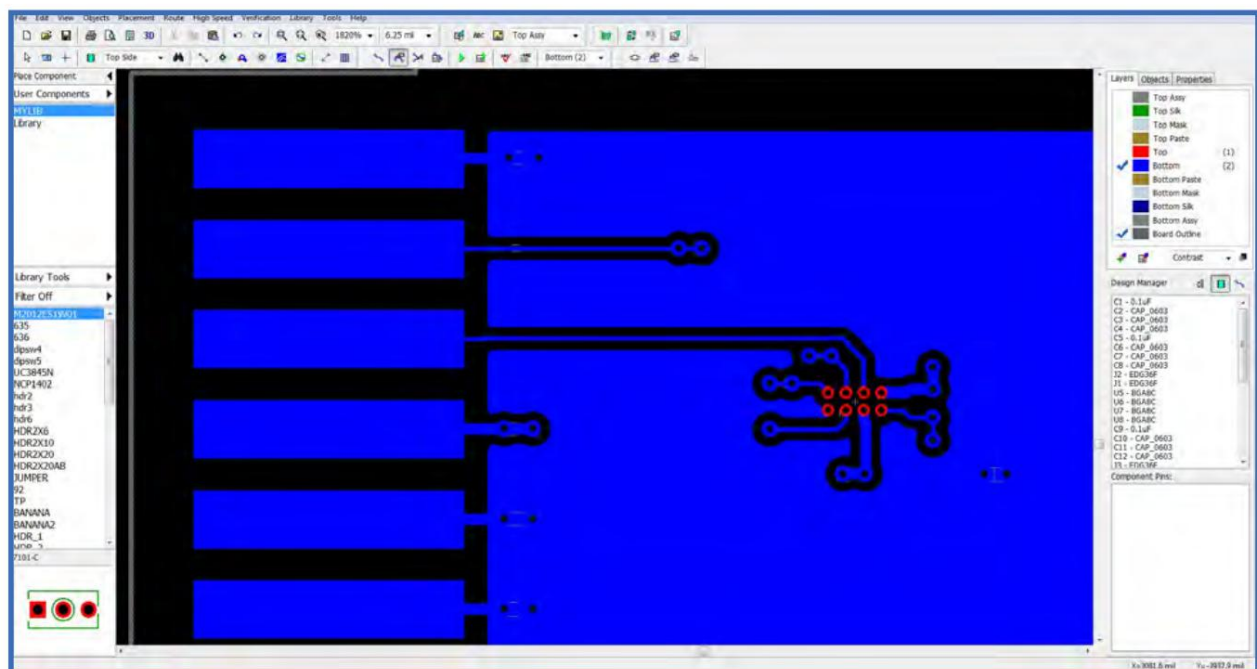 File Edit View Objects Placement Route High Speed Verification Library Tools Help
3D 1820% 6.25 mil ABC Top Assy
Top Side Bottom (2)
Place Component
User Components
MYLIB
Library
Library Tools
Filter Off
635
636
dipsw4
dipsw5
UC3845N
NCP1402
hdr2
hdr3
hdr6
HDR2X6
HDR2X10
HDR2X20
HDR2X20AB
JUMPER
92
TP
BANANA
BANANA2
HDR_1
HDR_2
7101-C
Layers Objects Properties
Top Assy
Top Silk
Top Mask
Top Paste
Top (1)
Bottom (2)
Bottom Paste
Bottom Mask
Bottom Silk
Bottom Assy
Board Outline
Contrast
Design Manager
C1 - 0.1uF
C2 - CAP_0603
C3 - CAP_0603
C4 - CAP_0603
C5 - 0.1uF
C6 - CAP_0603
C7 - CAP_0603
C8 - CAP_0603
J2 - EDG36F
J1 - EDG36F
U5 - BGA8C
U6 - BGA8C
U7 - BGA8C
U8 - BGA8C
C9 - 0.1uF
C10 - CAP_0603
C11 - CAP_0603
C12 - CAP_0603
J3 - EDG36F
Component Pins: